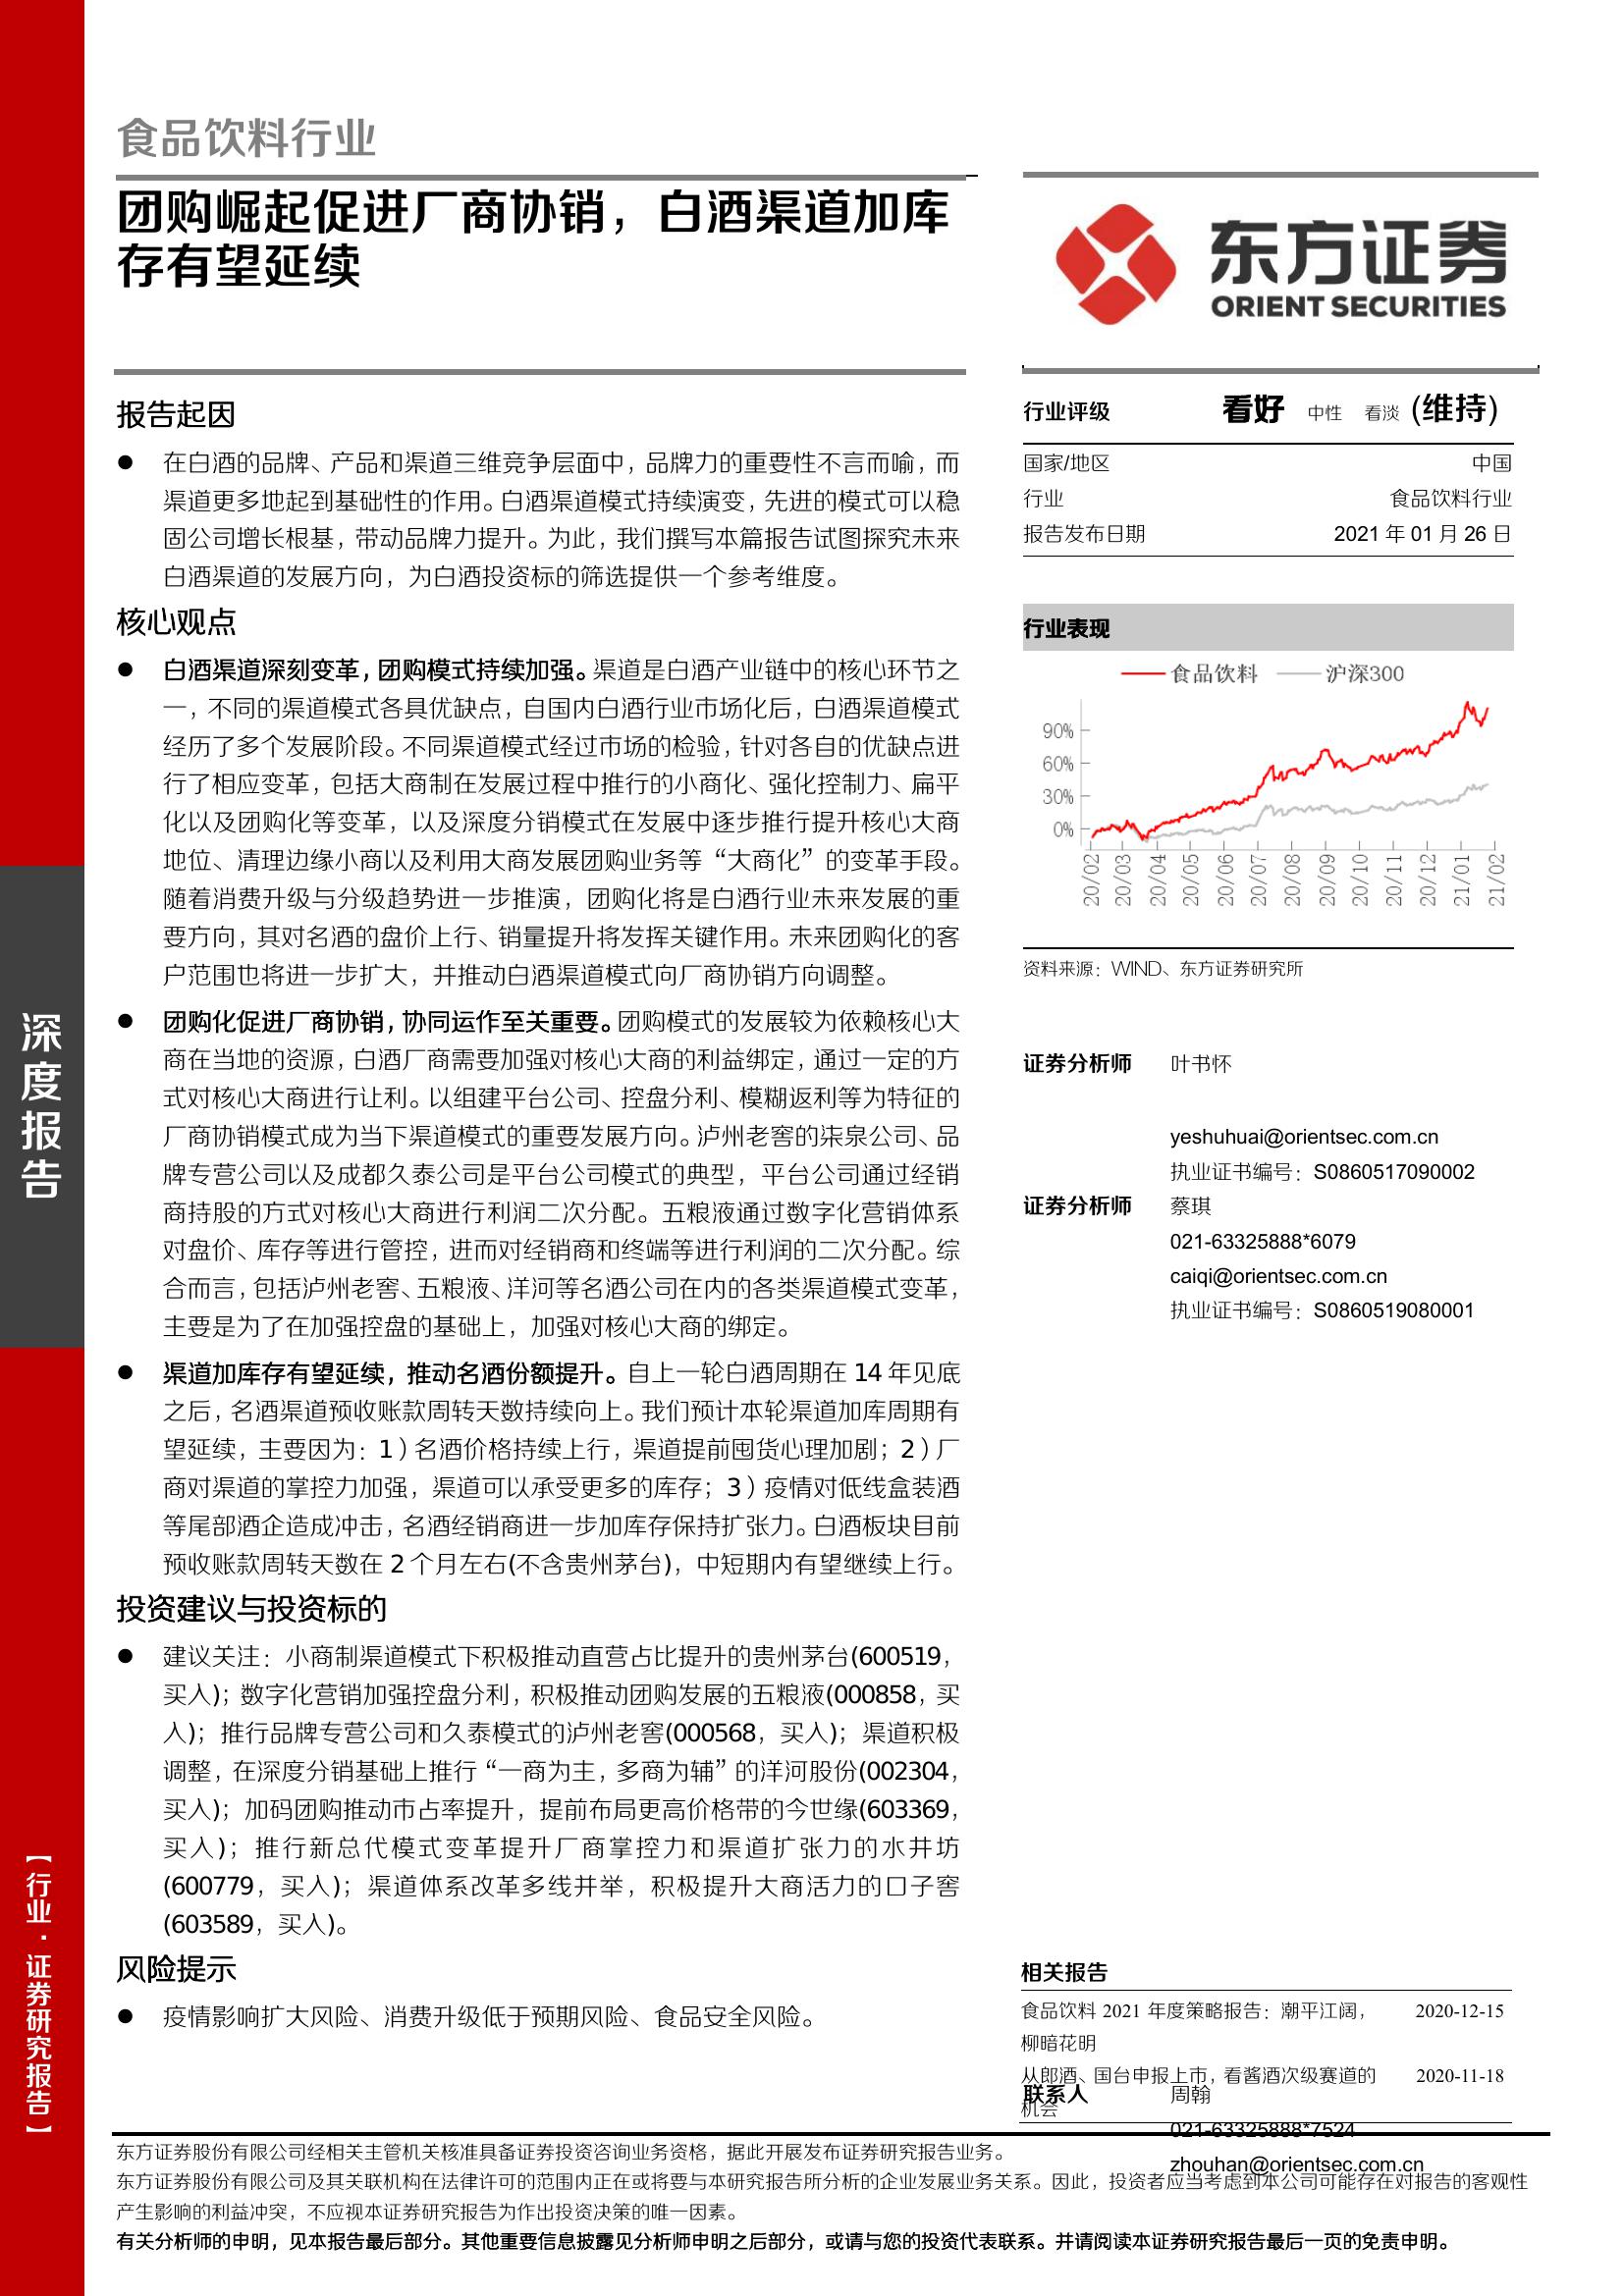 食品饮料行业
团购崛起促进厂商协销，白酒渠道加库
存有望延续
东方证券
ORIENT SECURITIES
报告起因
● 在白酒的品牌、产品和渠道三维竞争层面中，品牌力的重要性不言而喻，而
渠道更多地起到基础性的作用。白酒渠道模式持续演变，先进的模式可以稳
固公司增长根基，带动品牌力提升。为此，我们撰写本篇报告试图探究未来
白酒渠道的发展方向，为白酒投资标的筛选提供一个参考维度。
核心观点
● 白酒渠道深刻变革，团购模式持续加强。渠道是白酒产业链中的核心环节之
一，不同的渠道模式各具优缺点，自国内白酒行业市场化后，白酒渠道模式
经历了多个发展阶段。不同渠道模式经过市场的检验，针对各自的优缺点进
行了相应变革，包括大商制在发展过程中推行的小商化、强化控制力、扁平
化以及团购化等变革，以及深度分销模式在发展中逐步推行提升核心大商
地位、清理边缘小商以及利用大商发展团购业务等“大商化”的变革手段。
随着消费升级与分级趋势进一步推演，团购化将是白酒行业未来发展的重
要方向，其对名酒的盘价上行、销量提升将发挥关键作用。未来团购化的客
户范围也将进一步扩大，并推动白酒渠道模式向厂商协销方向调整。
● 团购化促进厂商协销，协同运作至关重要。团购模式的发展较为依赖核心大
商在当地的资源，白酒厂商需要加强对核心大商的利益绑定，通过一定的方
式对核心大商进行让利。以组建平台公司、控盘分利、模糊返利等为特征的
厂商协销模式成为当下渠道模式的重要发展方向。泸州老窖的柒泉公司、品
牌专营公司以及成都久泰公司是平台公司模式的典型，平台公司通过经销
商持股的方式对核心大商进行利润二次分配。五粮液通过数字化营销体系
对盘价、库存等进行管控，进而对经销商和终端等进行利润的二次分配。综
合而言，包括泸州老窖、五粮液、洋河等名酒公司在内的各类渠道模式变革，
主要是为了在加强控盘的基础上，加强对核心大商的绑定。
● 渠道加库存有望延续，推动名酒份额提升。自上一轮白酒周期在 14 年见底
之后，名酒渠道预收账款周转天数持续向上。我们预计本轮渠道加库周期有
望延续，主要因为：1）名酒价格持续上行，渠道提前囤货心理加剧；2）厂
商对渠道的掌控力加强，渠道可以承受更多的库存；3）疫情对低线盒装酒
等尾部酒企造成冲击，名酒经销商进一步加库存保持扩张力。白酒板块目前
预收账款周转天数在 2 个月左右(不含贵州茅台)，中短期内有望继续上行。
投资建议与投资标的
● 建议关注：小商制渠道模式下积极推动直营占比提升的贵州茅台(600519，
买入)；数字化营销加强控盘分利，积极推动团购发展的五粮液(000858，买
入)；推行品牌专营公司和久泰模式的泸州老窖(000568，买入)；渠道积极
调整，在深度分销基础上推行“一商为主，多商为辅”的洋河股份(002304，
买入)；加码团购推动市占率提升，提前布局更高价格带的今世缘(603369，
买入)；推行新总代模式变革提升厂商掌控力和渠道扩张力的水井坊
(600779，买入)；渠道体系改革多线并举，积极提升大商活力的口子窖
(603589，买入)。
风险提示
● 疫情影响扩大风险、消费升级低于预期风险、食品安全风险。
行业评级 看好 中性 看淡 (维持)
国家/地区 中国
行业 食品饮料行业
报告发布日期 2021 年 01 月 26 日
行业表现
食品饮料 沪深300
90%
60%
30%
0%
20/02 20/03 20/04 20/05 20/06 20/07 20/08 20/09 20/10 20/11 20/12 21/01 21/02
资料来源：WIND、东方证券研究所
证券分析师 叶书怀
yeshuhuai@orientsec.com.cn
执业证书编号：S0860517090002
证券分析师 蔡琪
021-63325888*6079
caiqi@orientsec.com.cn
执业证书编号：S0860519080001
相关报告
食品饮料 2021 年度策略报告：潮平江阔， 2020-12-15
柳暗花明
从郎酒、国台申报上市，看酱酒次级赛道的 2020-11-18
机会
联系人 周翰
021-63325888*7524
zhouhan@orientsec.com.cn
深度报告
【行业·证券研究报告】
东方证券股份有限公司经相关主管机关核准具备证券投资咨询业务资格，据此开展发布证券研究报告业务。
东方证券股份有限公司及其关联机构在法律许可的范围内正在或将要与本研究报告所分析的企业发展业务关系。因此，投资者应当考虑到本公司可能存在对报告的客观性
产生影响的利益冲突，不应视本证券研究报告为作出投资决策的唯一因素。
有关分析师的申明，见本报告最后部分。其他重要信息披露见分析师申明之后部分，或请与您的投资代表联系。并请阅读本证券研究报告最后一页的免责申明。